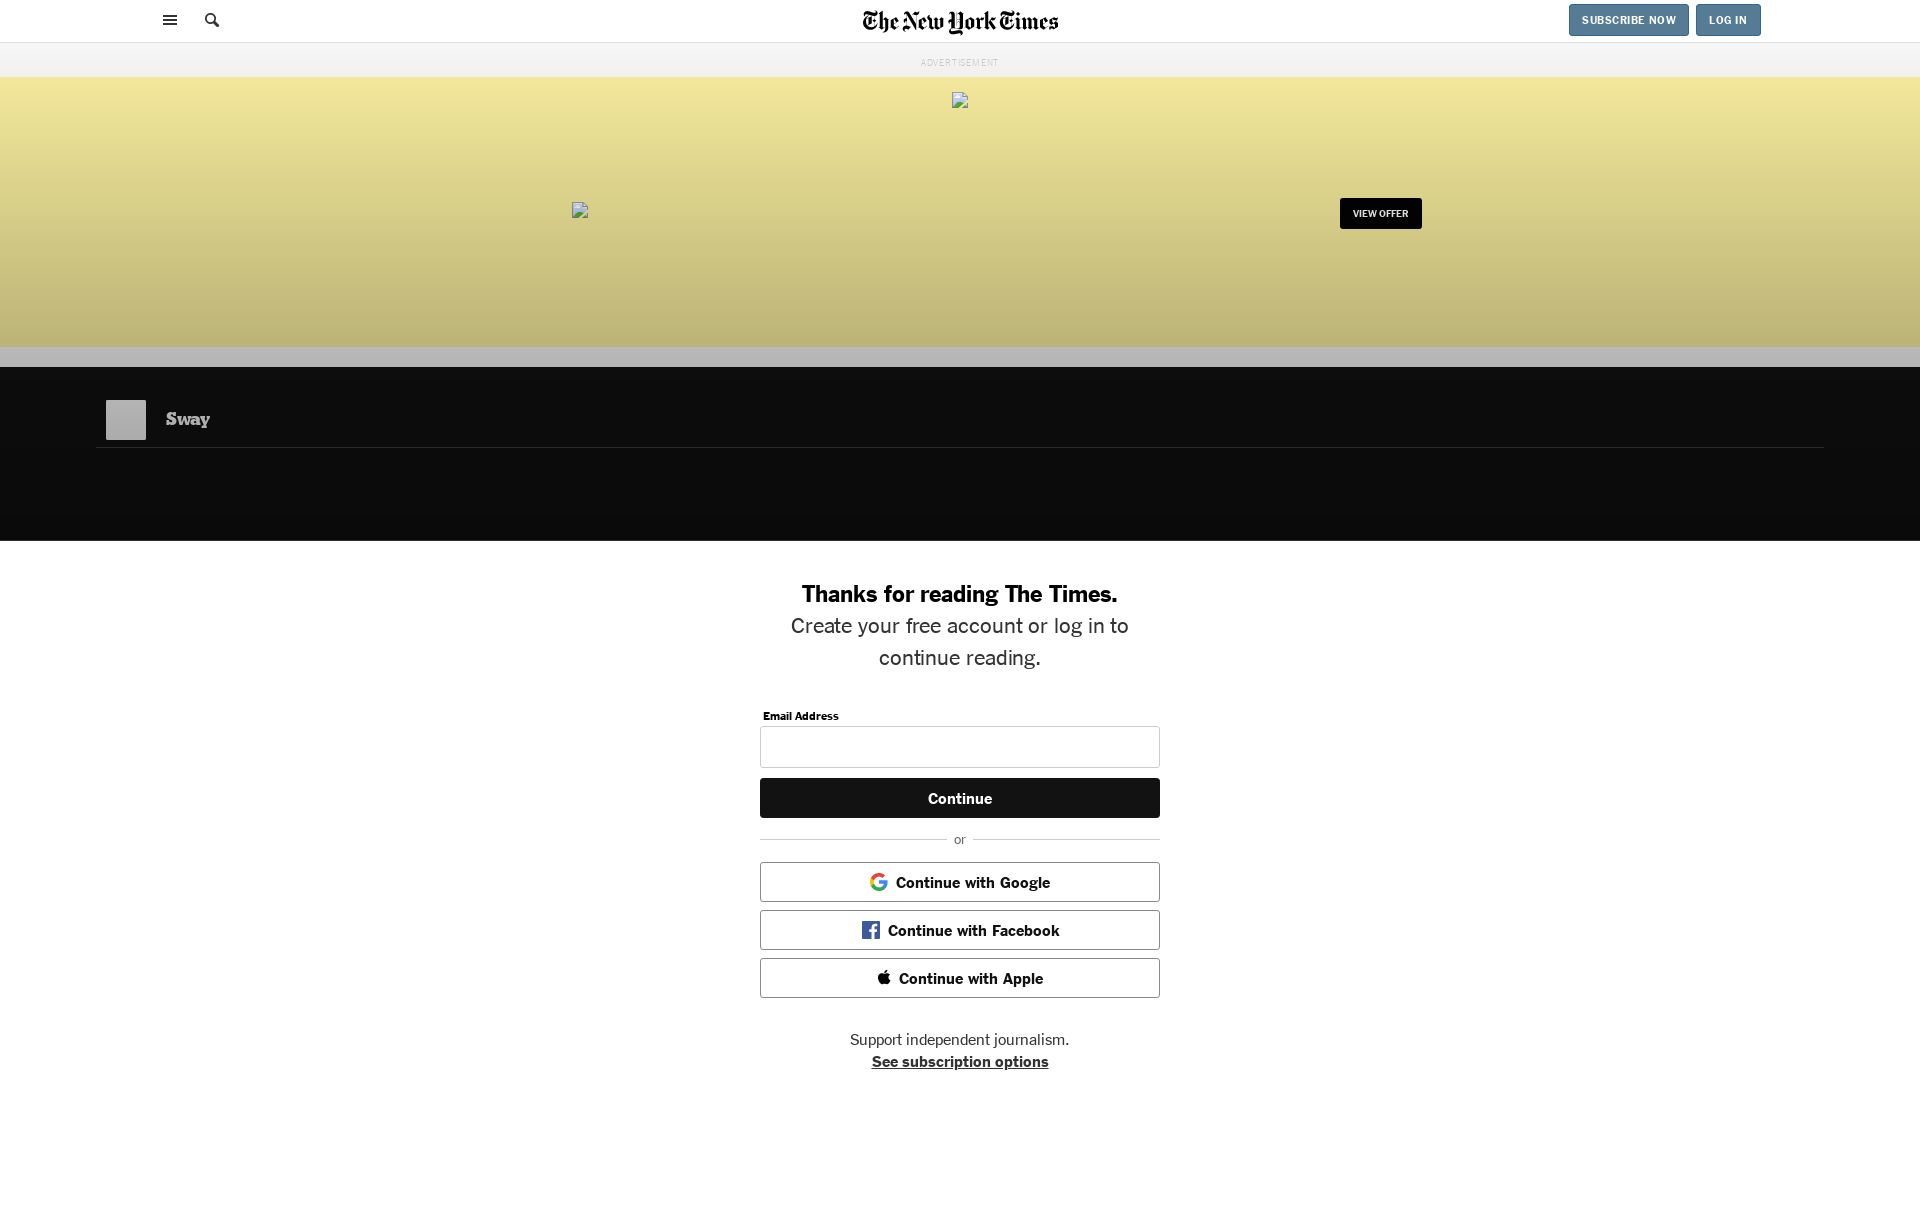 The New York Times
SUBSCRIBE NOW
LOG IN
ADVERTISEMENT
VIEW OFFER
Sway
Thanks for reading The Times.
Create your free account or log in to
continue reading.
Email Address
Continue
or
Continue with Google
Continue with Facebook
Continue with Apple
Support independent journalism.
See subscription options